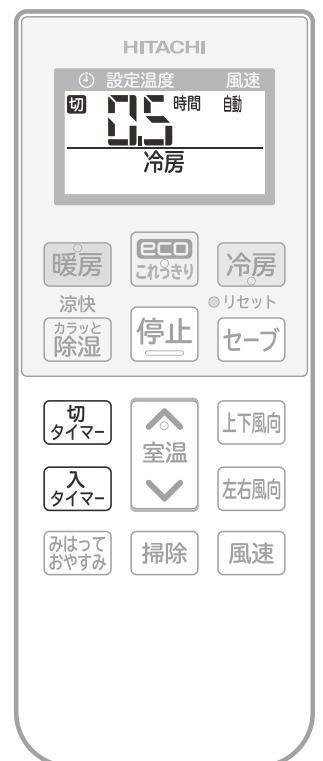 HITACHI
設定温度 風速
切 0.5 時間 自動
冷房
暖房 eco これっきり 冷房
涼快 リセット
カラッと 除湿 停止 セーブ
切 タイマー 室温 上下風向
入 タイマー 左右風向
みはって おやすみ 掃除 風速